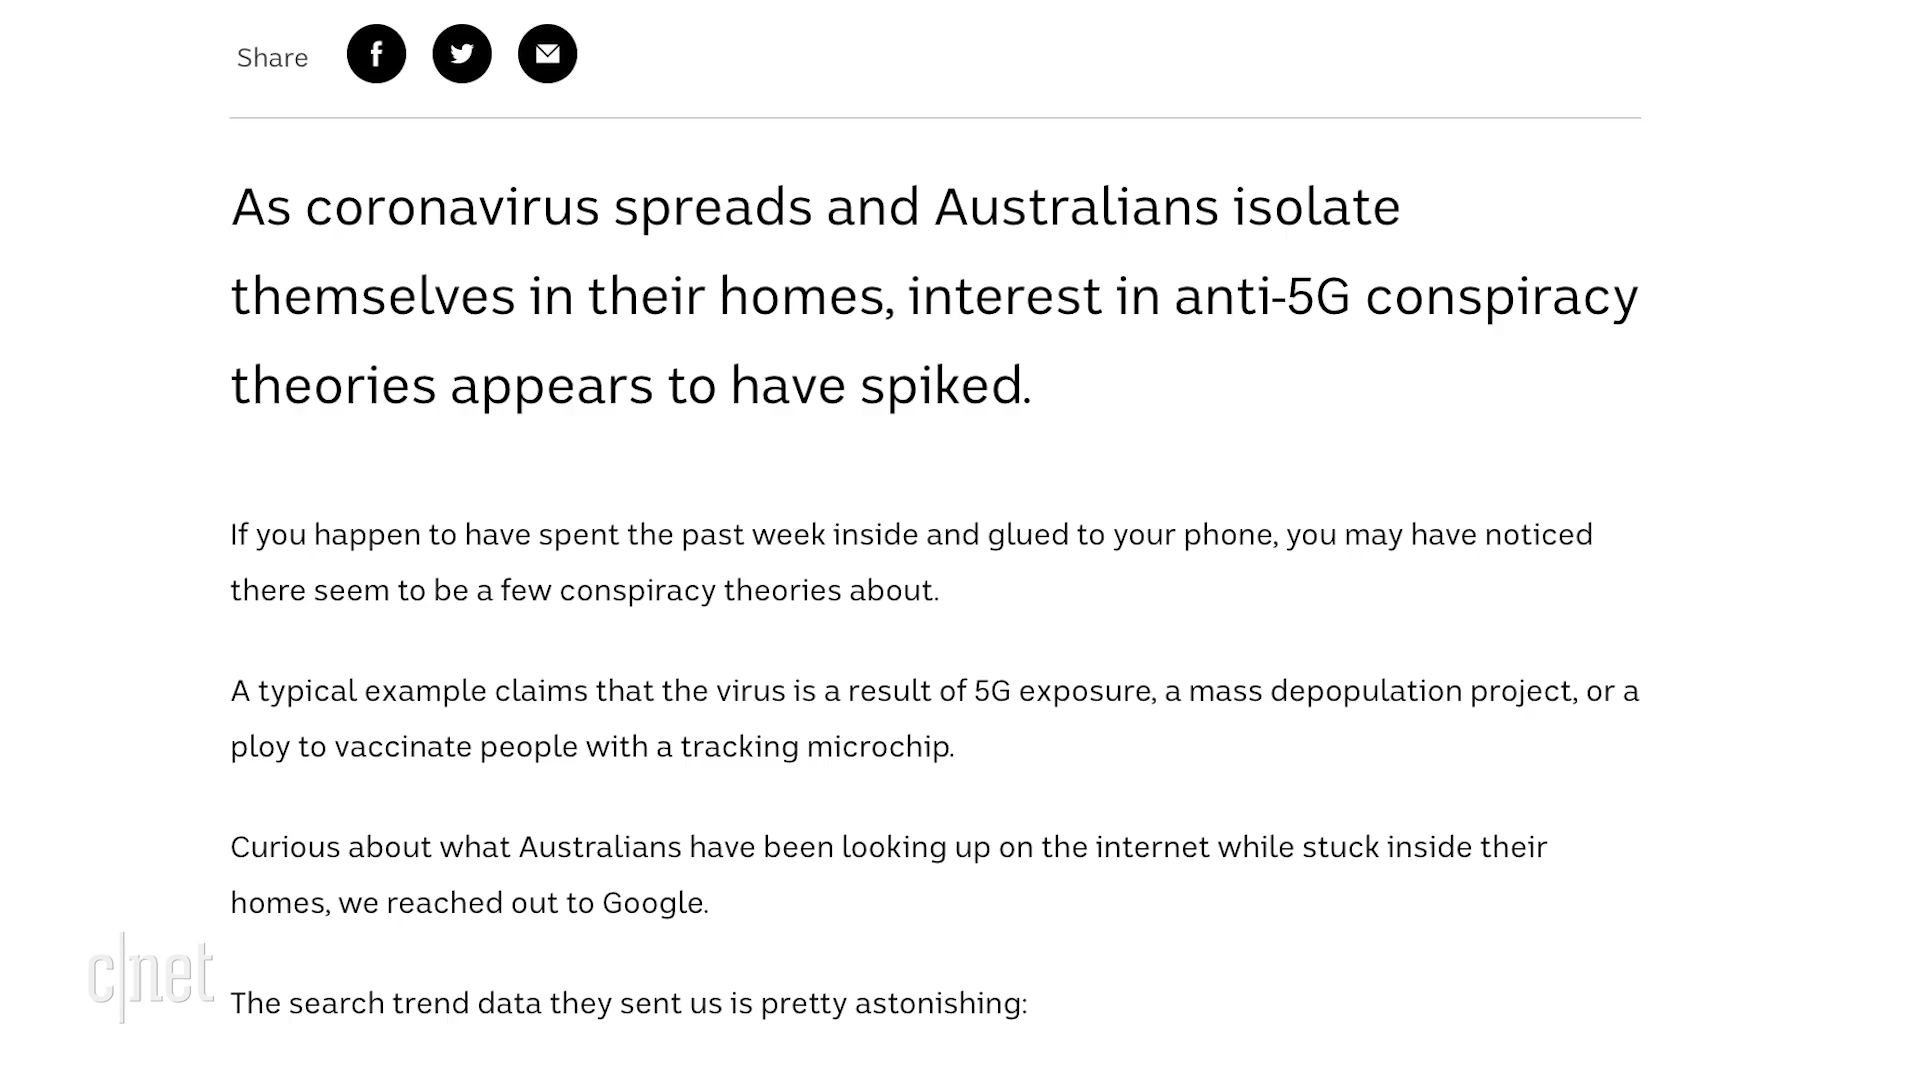 Share
As coronavirus spreads and Australians isolate
themselves in their homes, interest in anti-5G conspiracy
theories appears to have spiked.
If you happen to have spent the past week inside and glued to your phone, you may have noticed
there seem to be a few conspiracy theories about.
A typical example claims that the virus is a result of 5G exposure, a mass depopulation project, or a
ploy to vaccinate people with a tracking microchip.
Curious about what Australians have been looking up on the internet while stuck inside their
homes, we reached out to Google.
c|net
The search trend data they sent us is pretty astonishing: